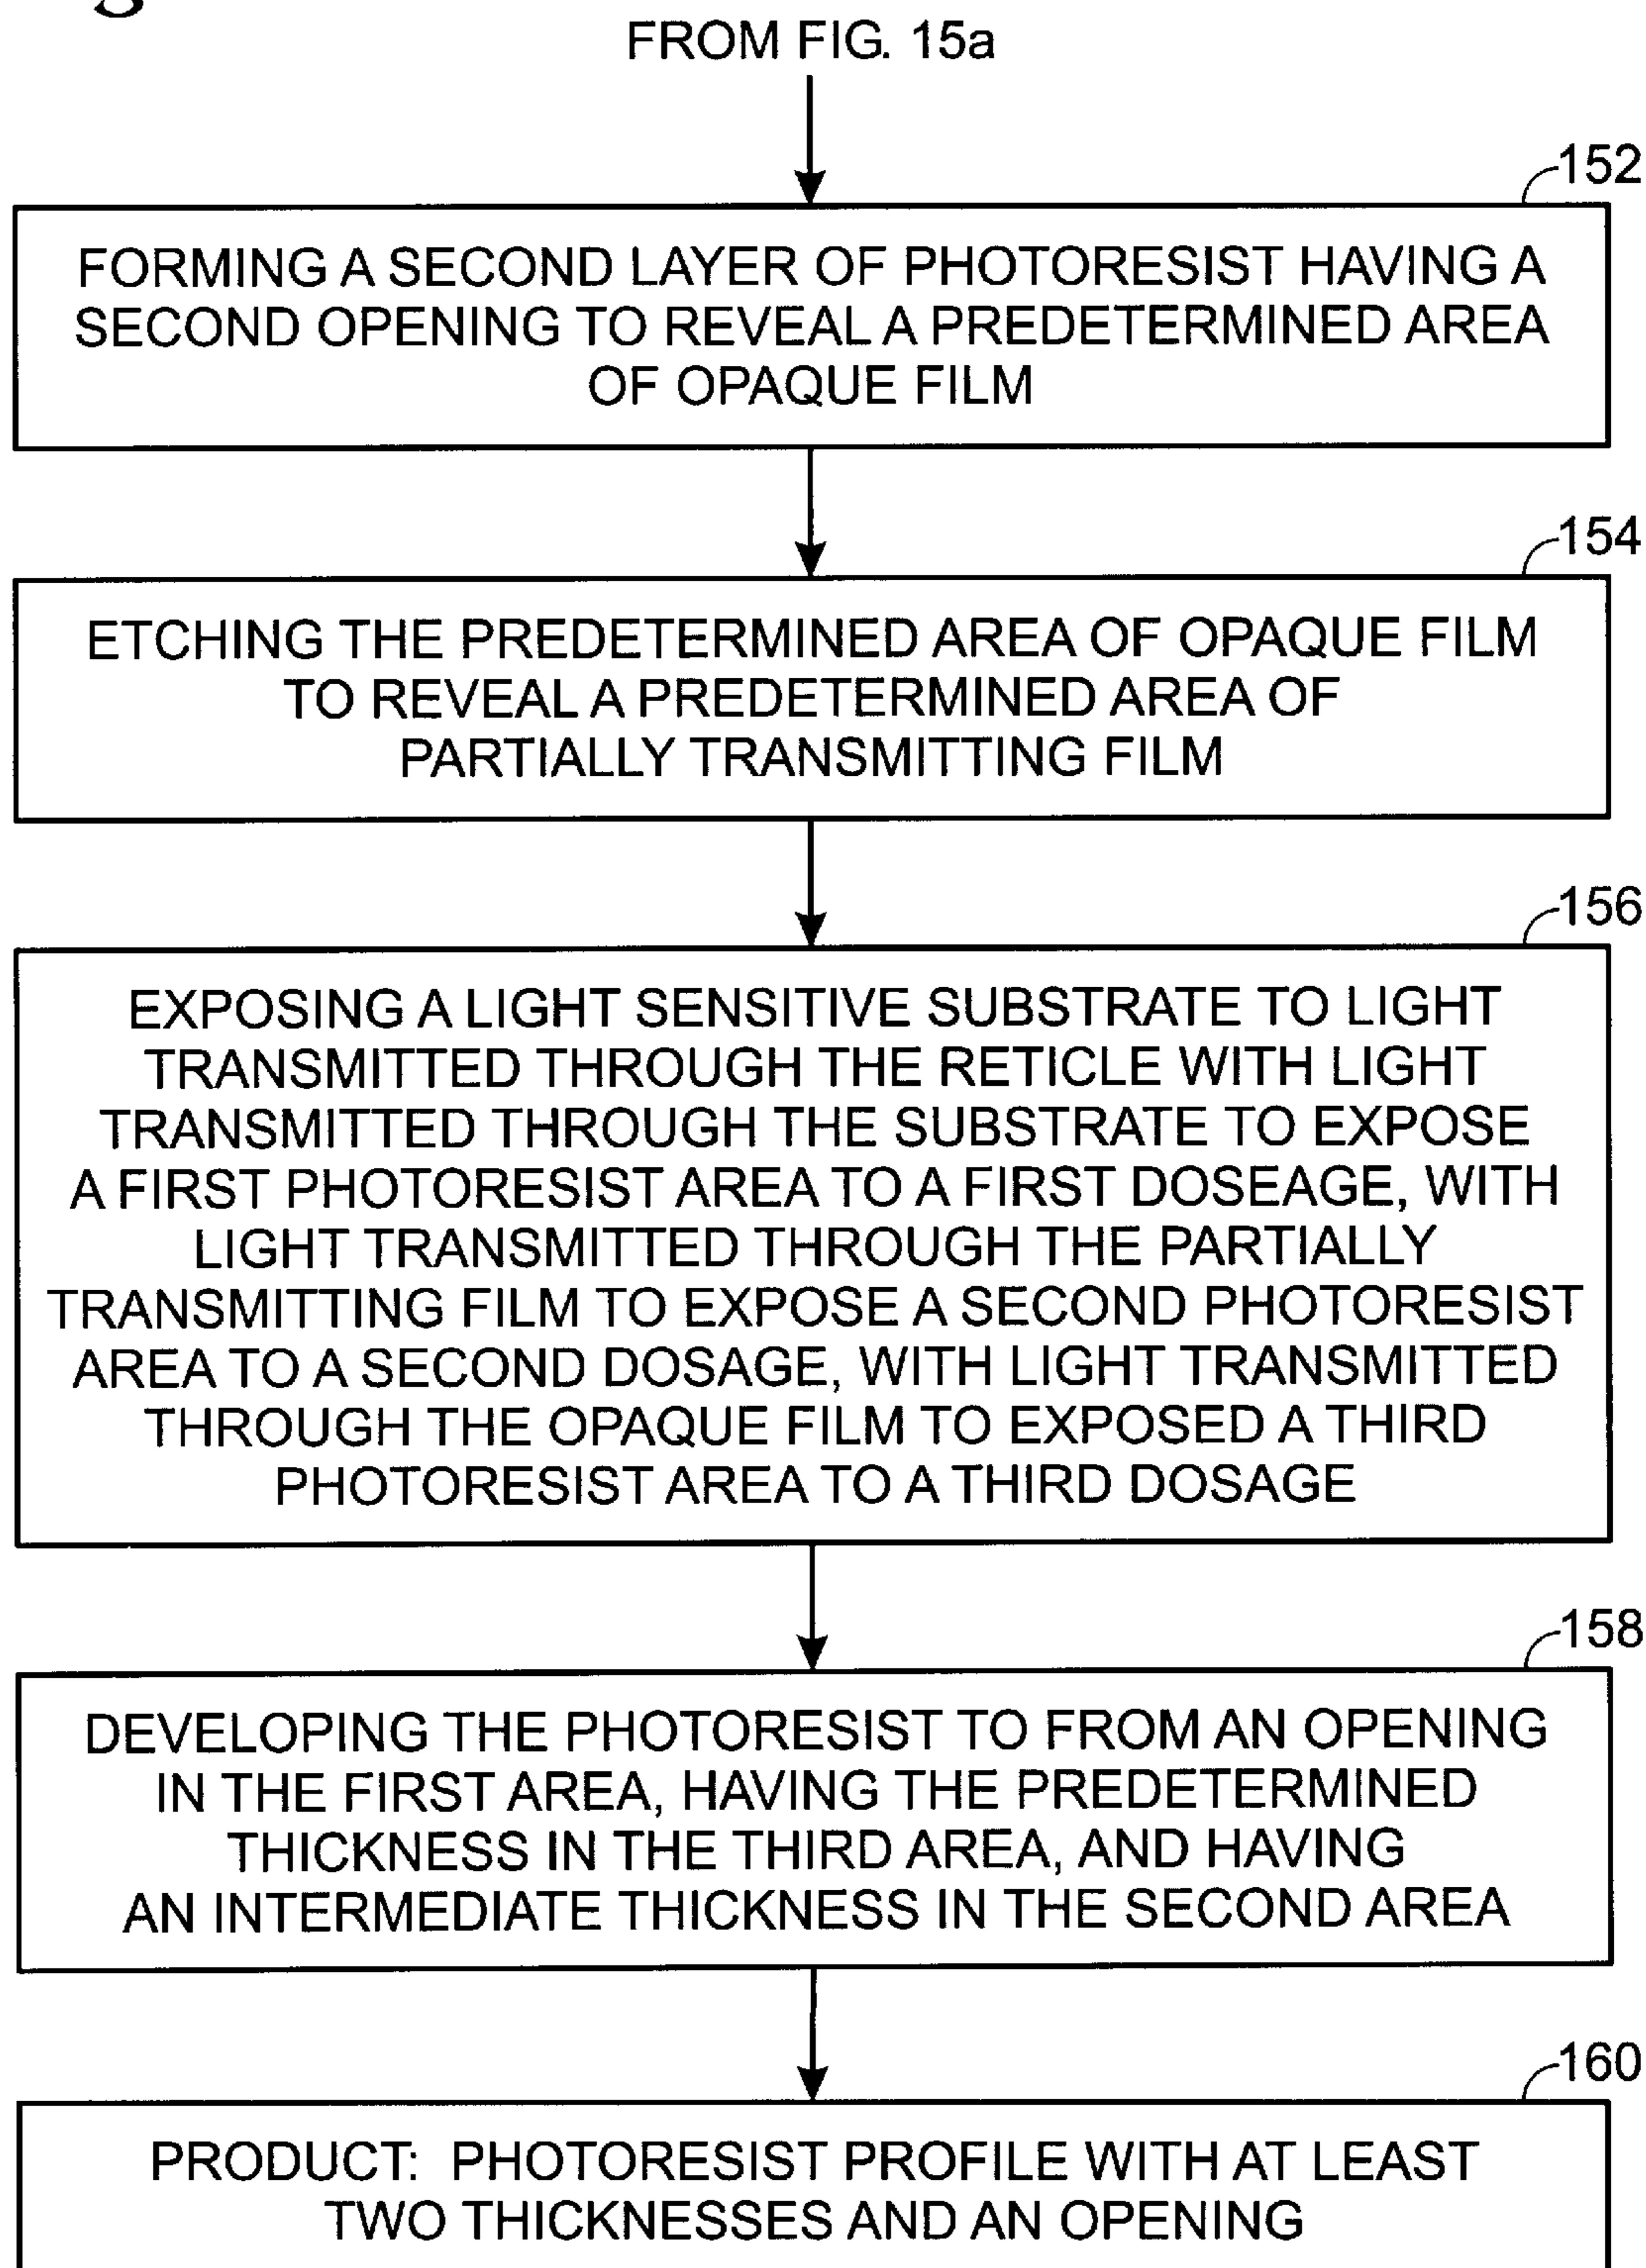 FROM FIG. 15a
152
FORMING A SECOND LAYER OF PHOTORESIST HAVING A
SECOND OPENING TO REVEAL A PREDETERMINED AREA
OF OPAQUE FILM
154
ETCHING THE PREDETERMINED AREA OF OPAQUE FILM
TO REVEAL A PREDETERMINED AREA OF
PARTIALLY TRANSMITTING FILM
156
EXPOSING A LIGHT SENSITIVE SUBSTRATE TO LIGHT
TRANSMITTED THROUGH THE RETICLE WITH LIGHT
TRANSMITTED THROUGH THE SUBSTRATE TO EXPOSE
A FIRST PHOTORESIST AREA TO A FIRST DOSEAGE, WITH
LIGHT TRANSMITTED THROUGH THE PARTIALLY
TRANSMITTING FILM TO EXPOSE A SECOND PHOTORESIST
AREA TO A SECOND DOSAGE, WITH LIGHT TRANSMITTED
THROUGH THE OPAQUE FILM TO EXPOSED A THIRD
PHOTORESIST AREA TO A THIRD DOSAGE
158
DEVELOPING THE PHOTORESIST TO FROM AN OPENING
IN THE FIRST AREA, HAVING THE PREDETERMINED
THICKNESS IN THE THIRD AREA, AND HAVING
AN INTERMEDIATE THICKNESS IN THE SECOND AREA
160
PRODUCT: PHOTORESIST PROFILE WITH AT LEAST
TWO THICKNESSES AND AN OPENING